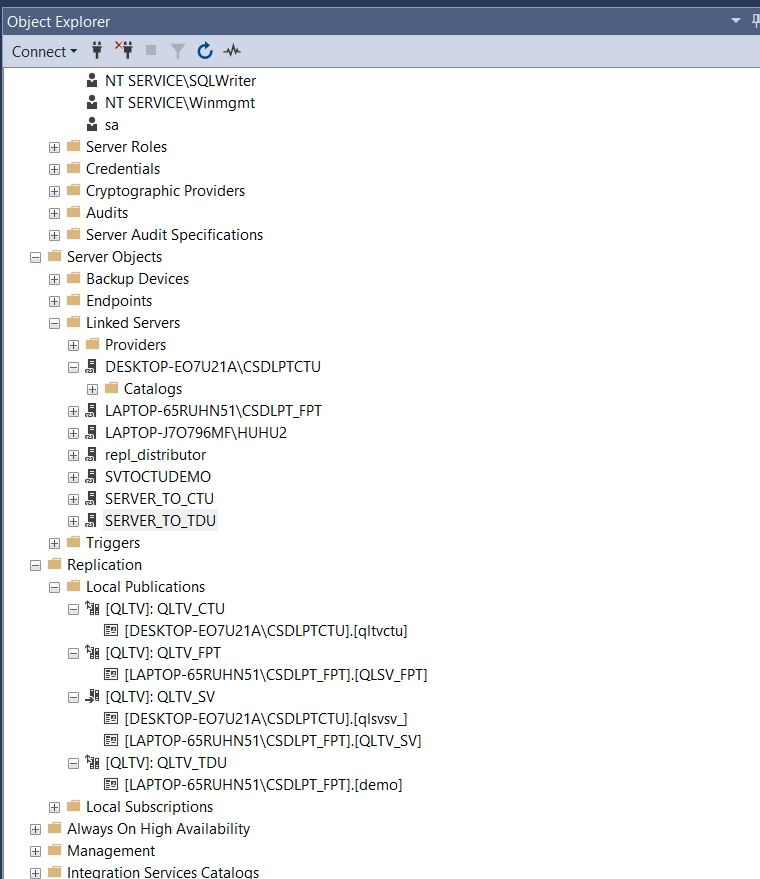 Object Explorer
Connect
NT SERVICE\SQLWriter
NT SERVICE\Winmgmt
sa
Server Roles
Credentials
Cryptographic Providers
Audits
Server Audit Specifications
Server Objects
Backup Devices
Endpoints
Linked Servers
Providers
DESKTOP-EO7U21A\CSDLPTCTU
Catalogs
LAPTOP-65RUHN51\CSDLPT_FPT
LAPTOP-J7O796MF\HUHU2
repl_distributor
SVTOCTUDEMO
SERVER_TO_CTU
SERVER_TO_TDU
Triggers
Replication
Local Publications
[QLTV]: QLTV_CTU
[DESKTOP-EO7U21A\CSDLPTCTU].[qltvctu]
[QLTV]: QLTV_FPT
[LAPTOP-65RUHN51\CSDLPT_FPT].[QLSV_FPT]
[QLTV]: QLTV_SV
[DESKTOP-EO7U21A\CSDLPTCTU].[qlsvsv_]
[LAPTOP-65RUHN51\CSDLPT_FPT].[QLTV_SV]
[QLTV]: QLTV_TDU
[LAPTOP-65RUHN51\CSDLPT_FPT].[demo]
Local Subscriptions
Always On High Availability
Management
Integration Services Catalogs